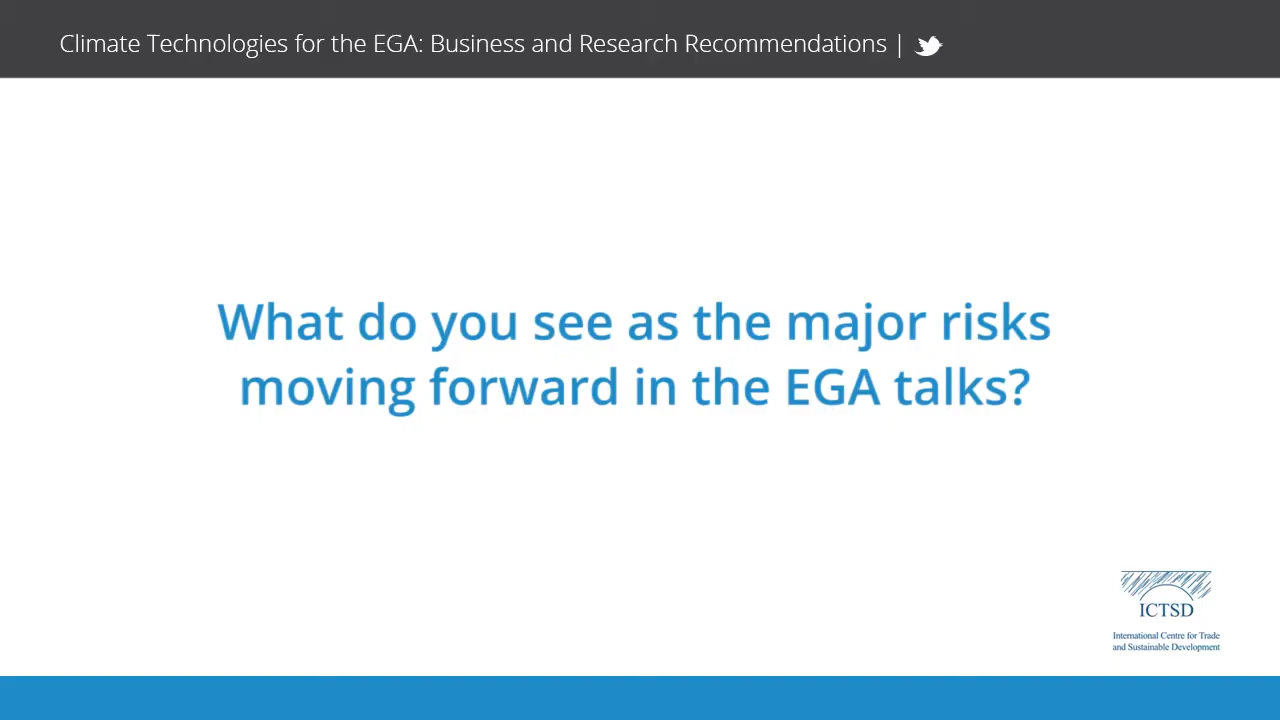 Climate Technologies for the EGA: Business and Research Recommendations |
What do you see as the major risks
moving forward in the EGA talks?
ICTSD
International Centre for Trade
and Sustainable Development